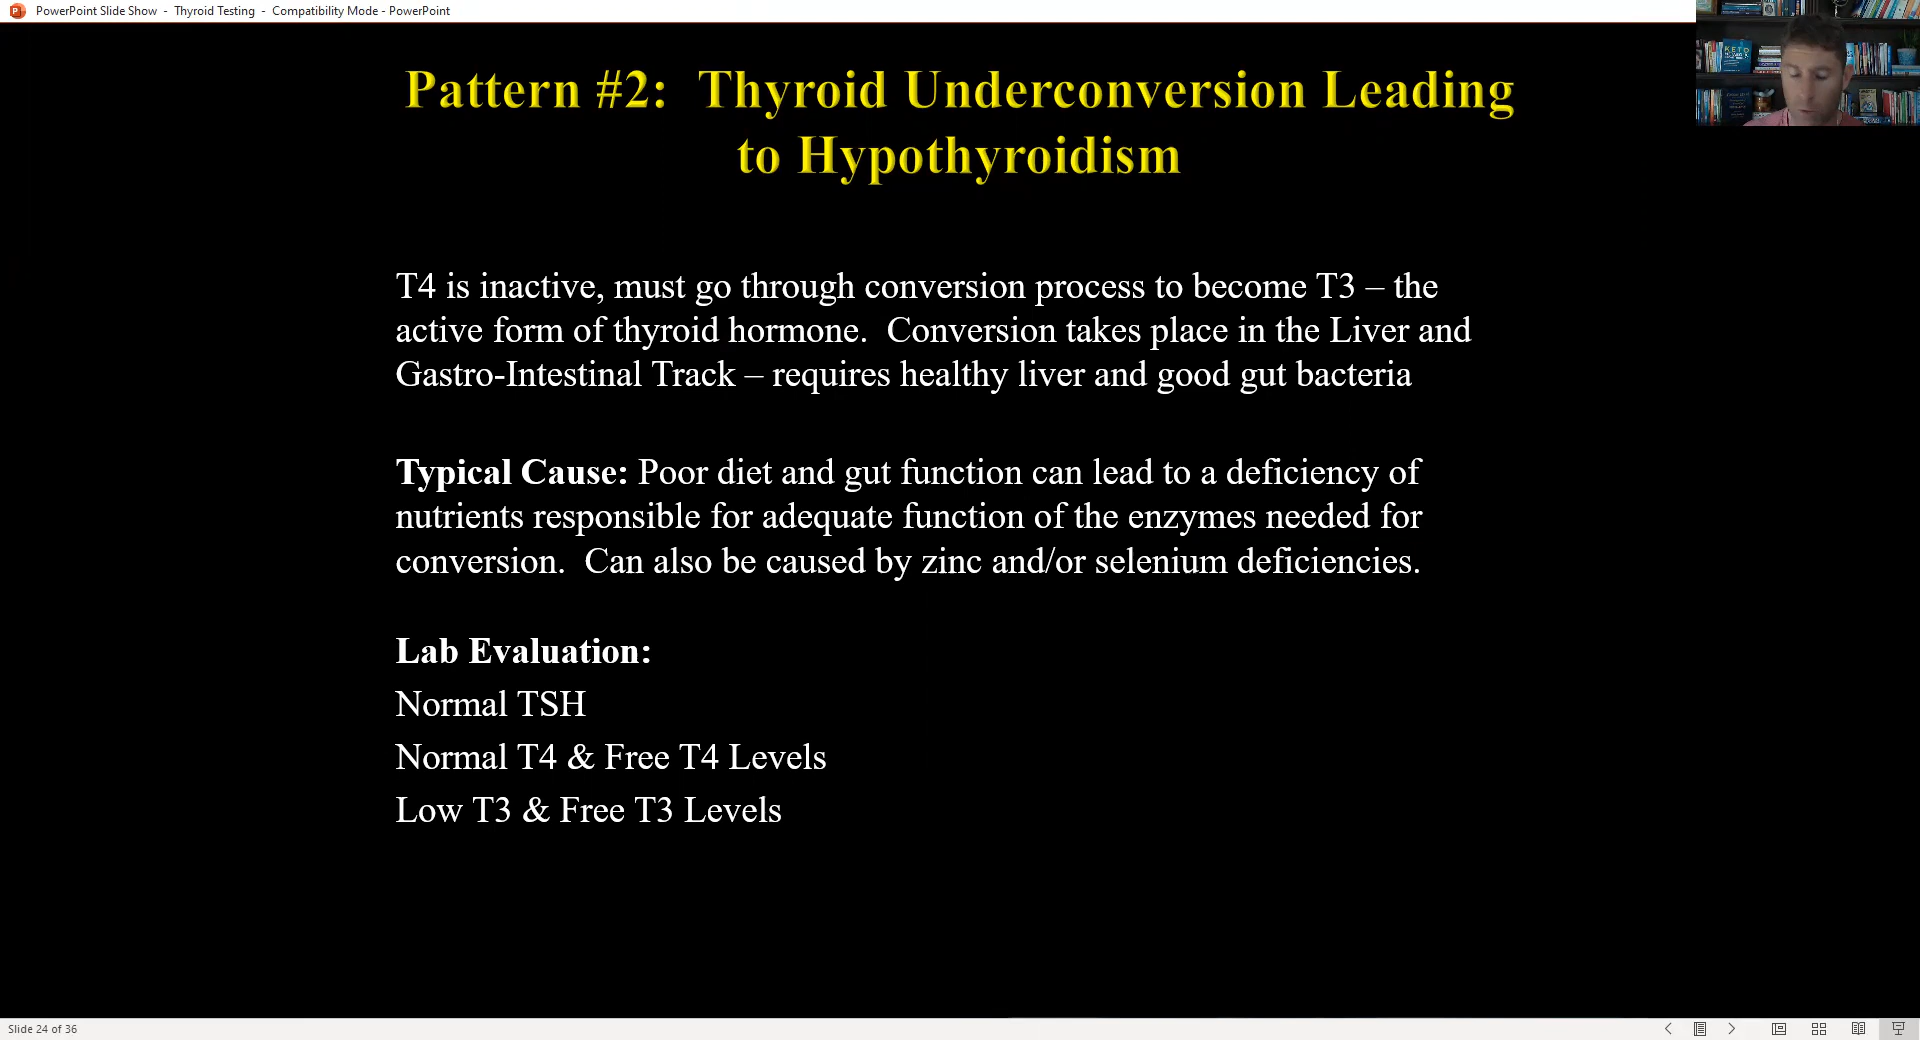 PowerPoint Slide Show - Thyroid Testing - Compatibility Mode - PowerPoint
KETO
Pattern #2: Thyroid Underconversion Leading
to Hypothyroidism
T4 is inactive, must go through conversion process to become T3 – the
active form of thyroid hormone. Conversion takes place in the Liver and
Gastro-Intestinal Track – requires healthy liver and good gut bacteria
Typical Cause: Poor diet and gut function can lead to a deficiency of
nutrients responsible for adequate function of the enzymes needed for
conversion. Can also be caused by zinc and/or selenium deficiencies.
Lab Evaluation:
Normal TSH
Normal T4 & Free T4 Levels
Low T3 & Free T3 Levels
Slide 24 of 36